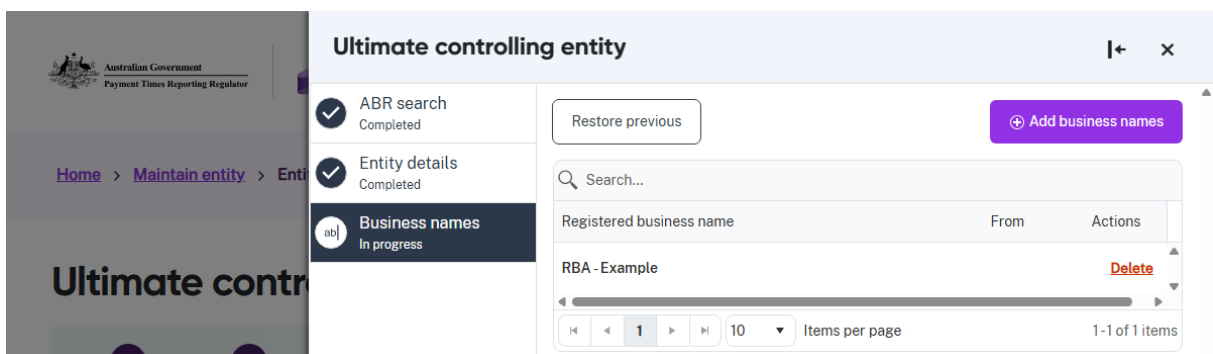 Australian Government
Payment Times Reporting Regulator
Home > Maintain entity > Enti
Ultimate contr
Ultimate controlling entity
ABR search
Completed
Entity details
Completed
ab
Business names
In progress
Restore previous
Add business names
Search...
Registered business name From Actions
RBA - Example Delete
1 10 Items per page 1-1 of 1 items